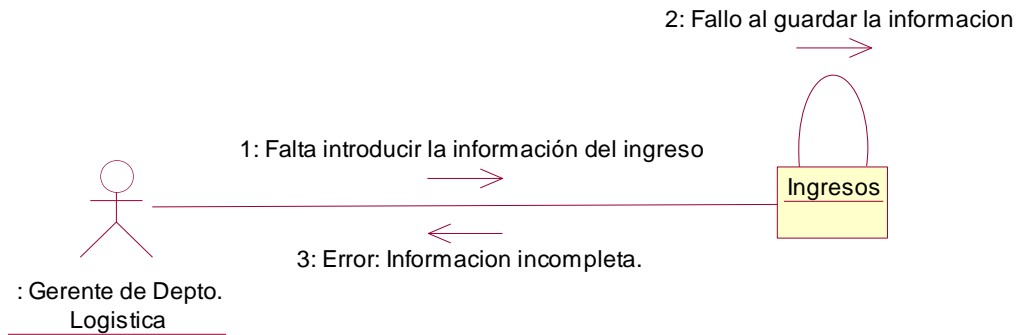 2: Fallo al guardar la informacion
1: Falta introducir la información del ingreso
Ingresos
3: Error: Informacion incompleta.
: Gerente de Depto.
Logistica